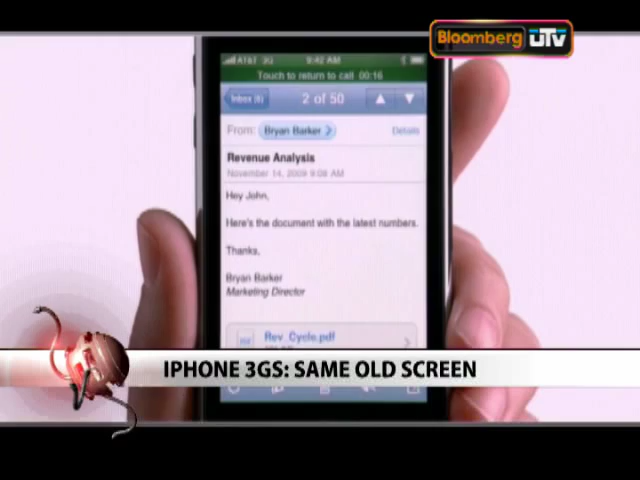 Bloomberg UTV
AT&T 3G 9:42 AM
Touch to return to call 00:16
Inbox (6) 2 of 50
From: Bryan Barker Details
Revenue Analysis
November 14, 2009 9:08 AM
Hey John,
Here's the document with the latest numbers.
Thanks,
Bryan Barker
Marketing Director
Rev_Cycle.pdf
IPHONE 3GS: SAME OLD SCREEN